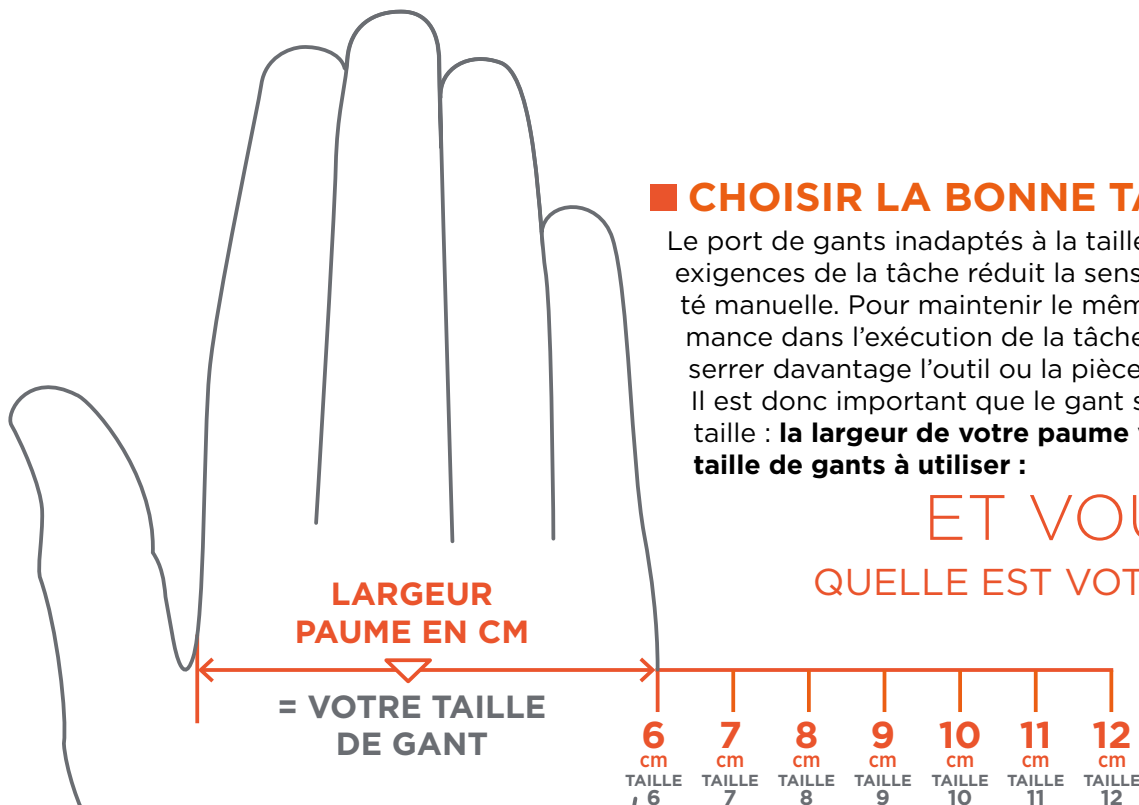 CHOISIR LA BONNE TA
Le port de gants inadaptés à la taille
exigences de la tâche réduit la sens
té manuelle. Pour maintenir le mêm
mance dans l’exécution de la tâche
serrer davantage l’outil ou la pièce
Il est donc important que le gant s
taille : la largeur de votre paume
taille de gants à utiliser :
ET VOU
QUELLE EST VOT
LARGEUR
PAUME EN CM
= VOTRE TAILLE
DE GANT
6 7 8 9 10 11 12
cm cm cm cm cm cm cm
TAILLE TAILLE TAILLE TAILLE TAILLE TAILLE TAILLE
6 7 8 9 10 11 12